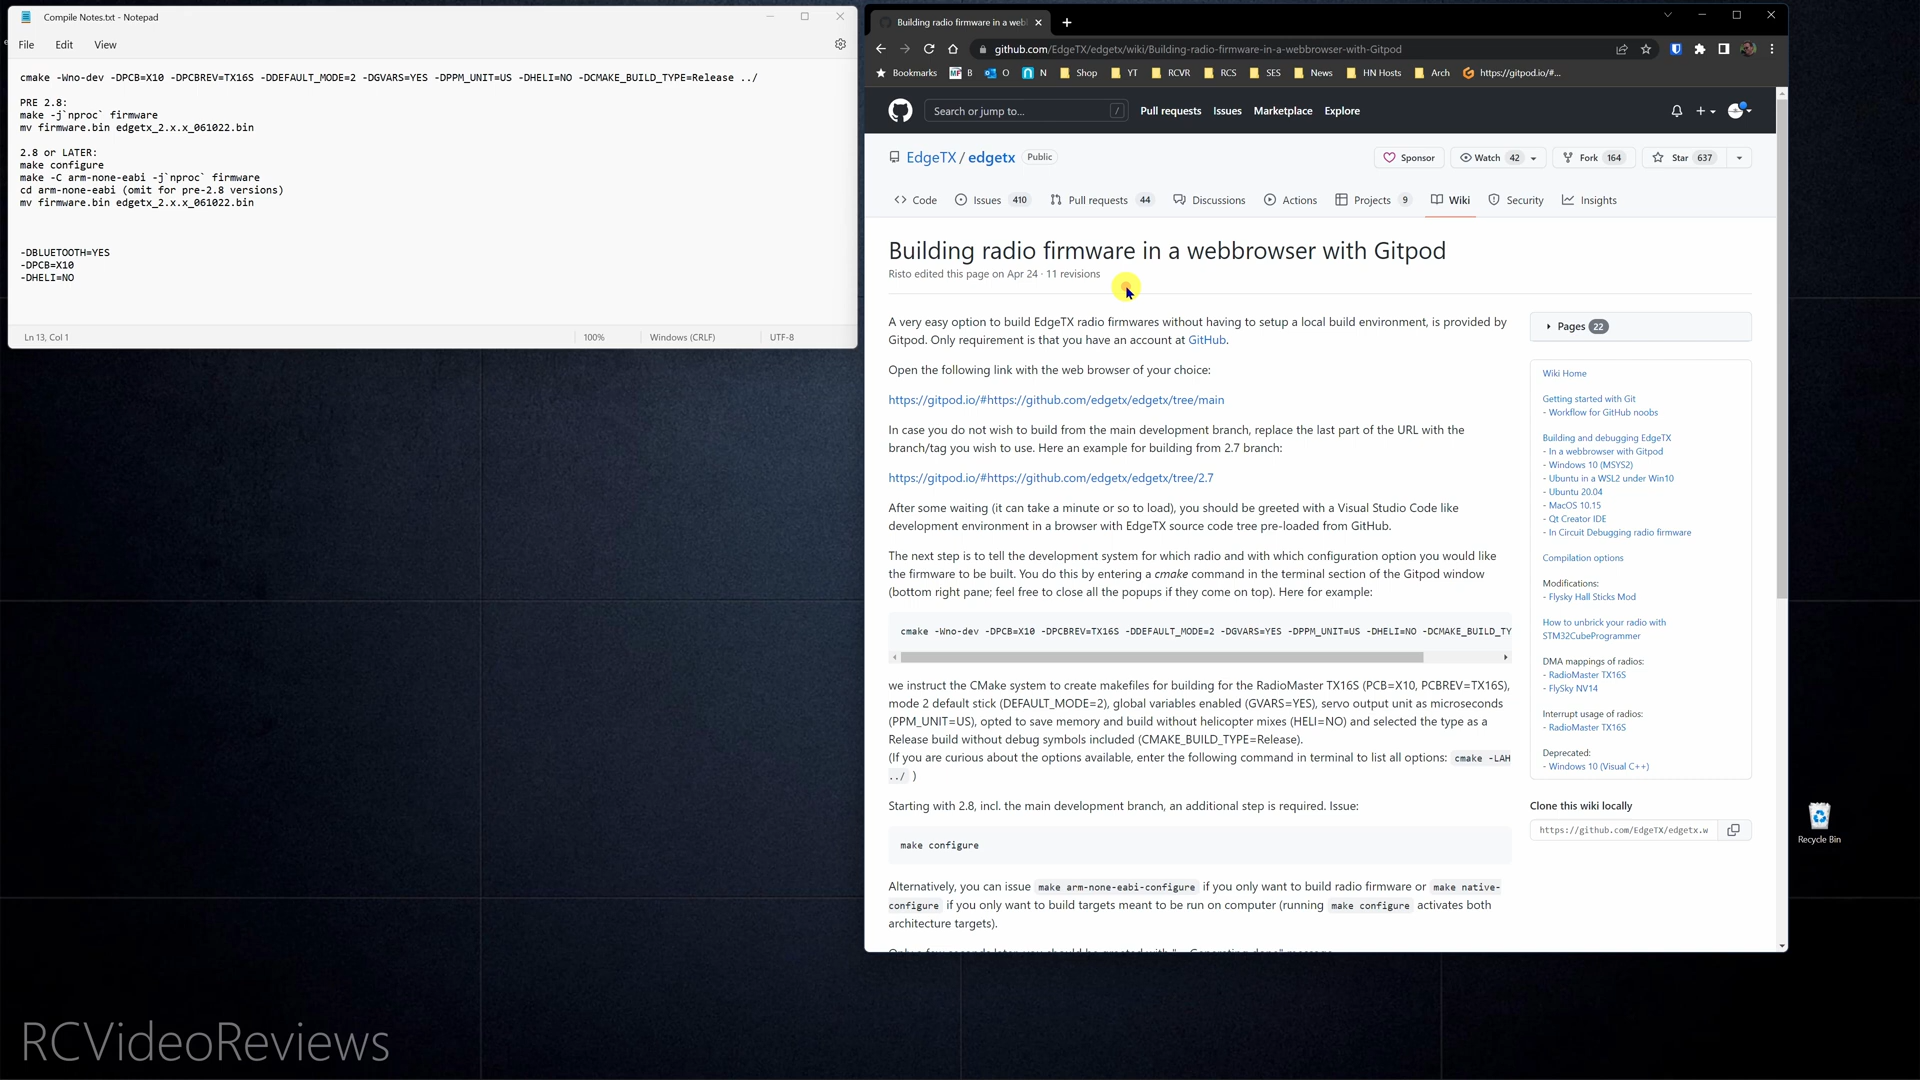 Compile Notes.txt - Notepad
File Edit View
cmake -Wno-dev -DPCB=X10 -DPCBREV=TX16S -DDEFAULT_MODE=2 -DGVARS=YES -DPPM_UNIT=US -DHELI=NO -DCMAKE_BUILD_TYPE=Release ../
PRE 2.8:
make -j`nproc` firmware
mv firmware.bin edgetx_2.x.x_061022.bin
2.8 or LATER:
make configure
make -C arm-none-eabi -j`nproc` firmware
cd arm-none-eabi (omit for pre-2.8 versions)
mv firmware.bin edgetx_2.x.x_061022.bin
-DBLUETOOTH=YES
-DPCB=X10
-DHELI=NO
Ln 13, Col 1 100% Windows (CRLF) UTF-8
Building radio firmware in a web
github.com/EdgeTX/edgetx/wiki/Building-radio-firmware-in-a-webbrowser-with-Gitpod
Bookmarks MF B O N Shop YT RCVR RCS SES News HN Hosts Arch https://gitpod.io/#...
Search or jump to... / Pull requests Issues Marketplace Explore
EdgeTX / edgetx Public Sponsor Watch 42 Fork 164 Star 637
Code Issues 410 Pull requests 44 Discussions Actions Projects 9 Wiki Security Insights
Building radio firmware in a webbrowser with Gitpod
Risto edited this page on Apr 24 · 11 revisions
A very easy option to build EdgeTX radio firmwares without having to setup a local build environment, is provided by
Gitpod. Only requirement is that you have an account at GitHub.
Open the following link with the web browser of your choice:
https://gitpod.io/#https://github.com/edgetx/edgetx/tree/main
In case you do not wish to build from the main development branch, replace the last part of the URL with the
branch/tag you wish to use. Here an example for building from 2.7 branch:
https://gitpod.io/#https://github.com/edgetx/edgetx/tree/2.7
After some waiting (it can take a minute or so to load), you should be greeted with a Visual Studio Code like
development environment in a browser with EdgeTX source code tree pre-loaded from GitHub.
The next step is to tell the development system for which radio and with which configuration option you would like
the firmware to be built. You do this by entering a cmake command in the terminal section of the Gitpod window
(bottom right pane; feel free to close all the popups if they come on top). Here for example:
cmake -Wno-dev -DPCB=X10 -DPCBREV=TX16S -DDEFAULT_MODE=2 -DGVARS=YES -DPPM_UNIT=US -DHELI=NO -DCMAKE_BUILD_TY
we instruct the CMake system to create makefiles for building for the RadioMaster TX16S (PCB=X10, PCBREV=TX16S),
mode 2 default stick (DEFAULT_MODE=2), global variables enabled (GVARS=YES), servo output unit as microseconds
(PPM_UNIT=US), opted to save memory and build without helicopter mixes (HELI=NO) and selected the type as a
Release build without debug symbols included (CMAKE_BUILD_TYPE=Release).
(If you are curious about the options available, enter the following command in terminal to list all options: cmake -LAH
../ )
Starting with 2.8, incl. the main development branch, an additional step is required. Issue:
make configure
Alternatively, you can issue make arm-none-eabi-configure if you only want to build radio firmware or make native-
configure if you only want to build targets meant to be run on computer (running make configure activates both
architecture targets).
Pages 22
Wiki Home
Getting started with Git
- Workflow for GitHub noobs
Building and debugging EdgeTX
- In a webbrowser with Gitpod
- Windows 10 (MSYS2)
- Ubuntu in a WSL2 under Win10
- Ubuntu 20.04
- MacOS 10.15
- Qt Creator IDE
- In Circuit Debugging radio firmware
Compilation options
Modifications:
- Flysky Hall Sticks Mod
How to unbrick your radio with
STM32CubeProgrammer
DMA mappings of radios:
- RadioMaster TX16S
- FlySky NV14
Interrupt usage of radios:
- RadioMaster TX16S
Deprecated:
- Windows 10 (Visual C++)
Clone this wiki locally
https://github.com/EdgeTX/edgetx.w
Recycle Bin
RCVideoReviews